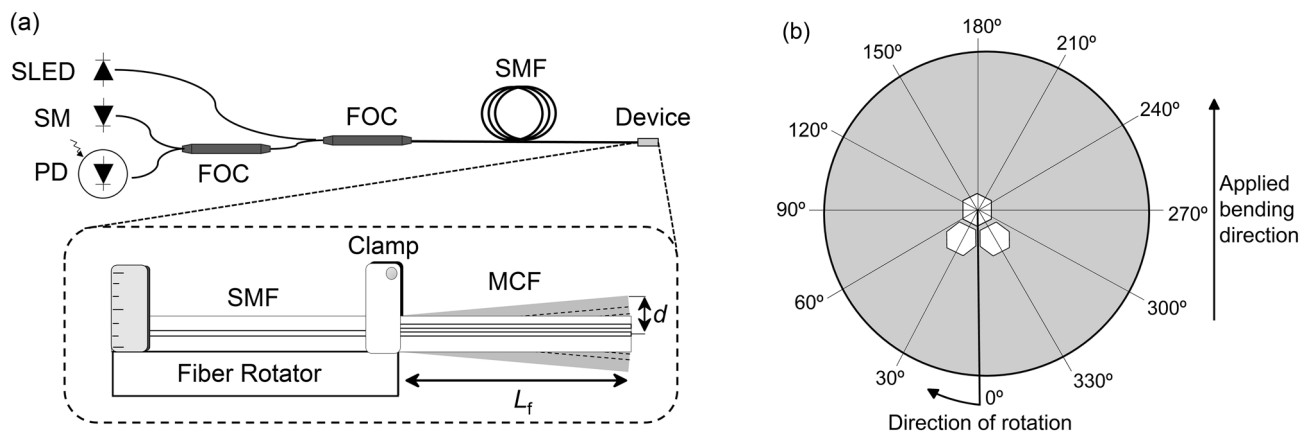 (a)
SLED
SM
PD
FOC
FOC
SMF
Device
Clamp
SMF
MCF
d
Fiber Rotator
Lf
(b)
180º
150º
210º
120º
240º
90º
270º
60º
300º
30º
330º
0º
Direction of rotation
Applied
bending
direction